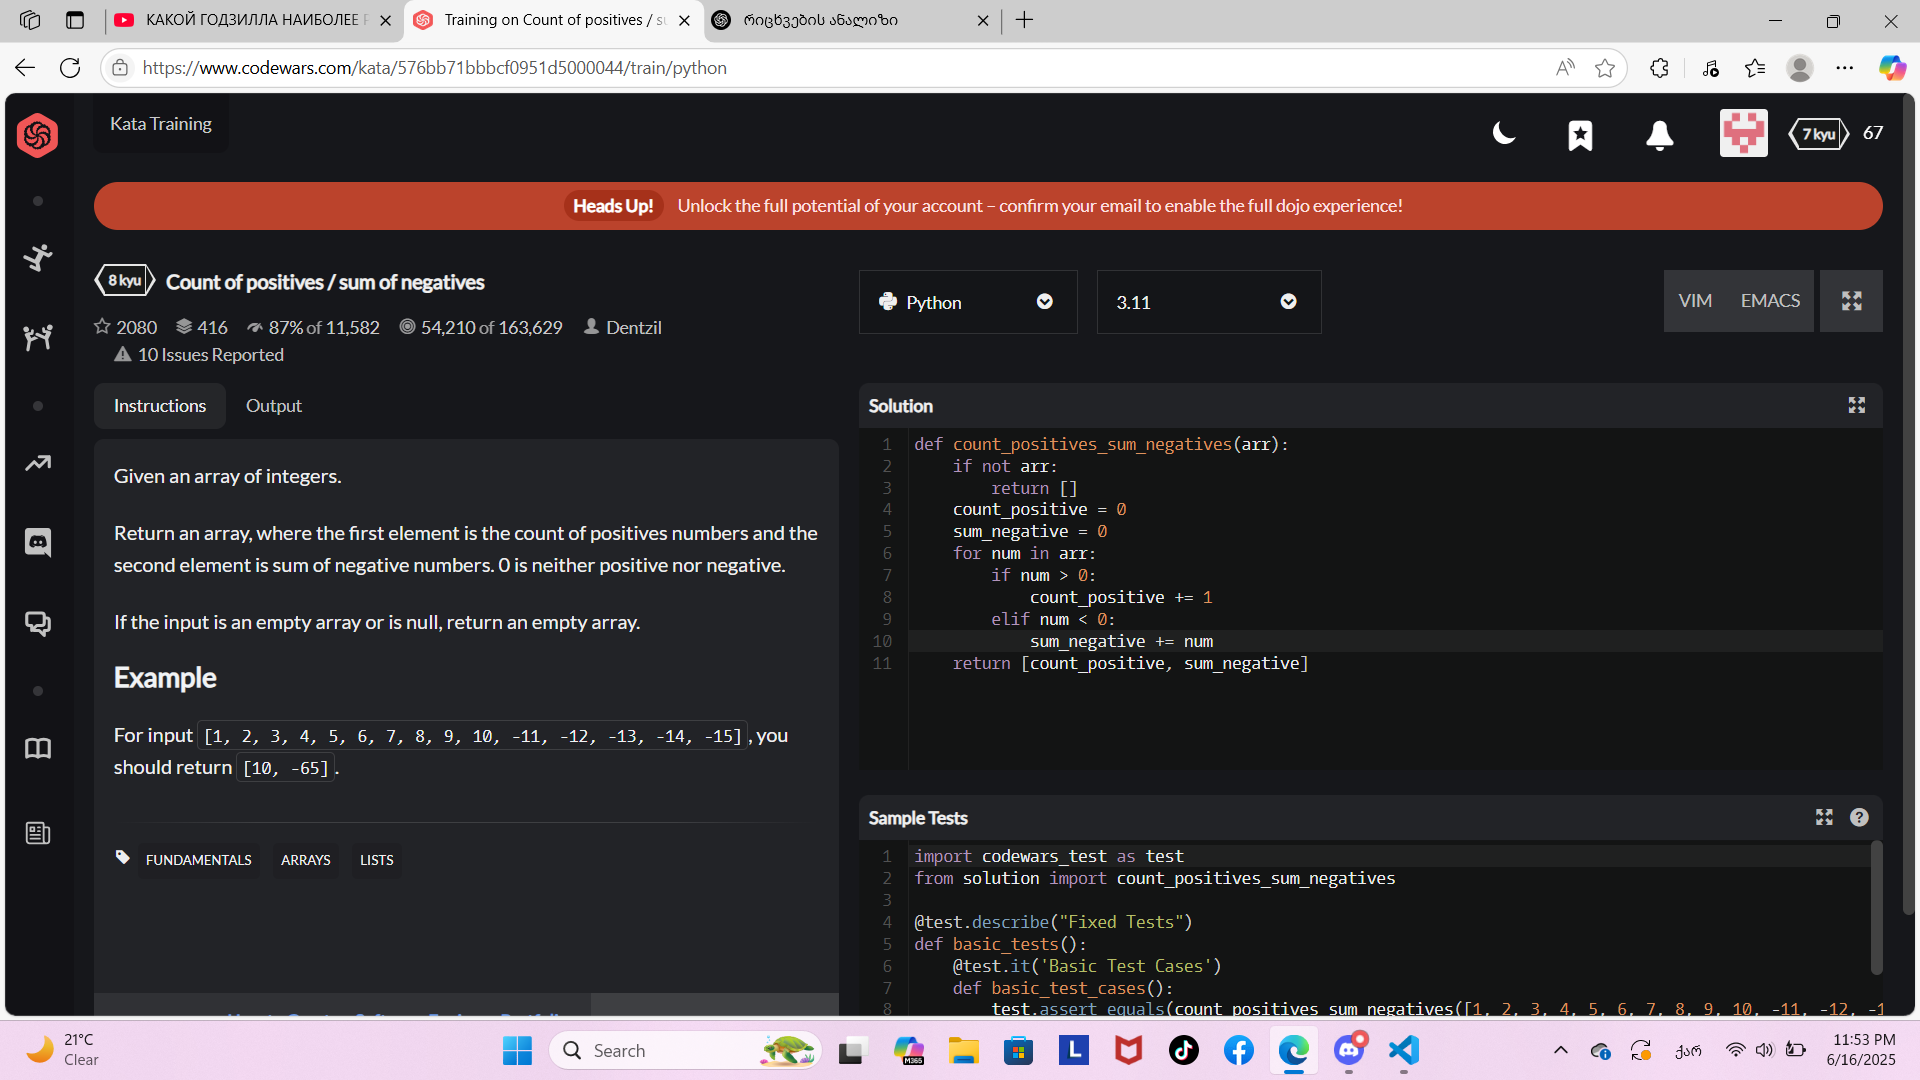 КАКОЙ ГОДЗИЛЛА НАИБОЛЕЕ
Training on Count of positives / su
რიცხვების ანალიზი
https://www.codewars.com/kata/576bb71bbbcf0951d5000044/train/python
Kata Training
7 kyu 67
Heads Up! Unlock the full potential of your account – confirm your email to enable the full dojo experience!
8 kyu Count of positives / sum of negatives
2080 416 87% of 11,582 54,210 of 163,629 Dentzil
10 Issues Reported
Python
3.11
VIM EMACS
Instructions Output
Given an array of integers.
Return an array, where the first element is the count of positives numbers and the
second element is sum of negative numbers. 0 is neither positive nor negative.
If the input is an empty array or is null, return an empty array.
Example
For input [1, 2, 3, 4, 5, 6, 7, 8, 9, 10, -11, -12, -13, -14, -15], you
should return [10, -65].
FUNDAMENTALS ARRAYS LISTS
Solution
1 def count_positives_sum_negatives(arr):
2     if not arr:
3         return []
4     count_positive = 0
5     sum_negative = 0
6     for num in arr:
7         if num > 0:
8             count_positive += 1
9         elif num < 0:
10             sum_negative += num
11     return [count_positive, sum_negative]
Sample Tests
1 import codewars_test as test
2 from solution import count_positives_sum_negatives
3
4 @test.describe("Fixed Tests")
5 def basic_tests():
6     @test.it('Basic Test Cases')
7     def basic_test_cases():
8         test.assert_equals(count_positives_sum_negatives([1, 2, 3, 4, 5, 6, 7, 8, 9, 10, -11, -12, -1
21°C
Clear
Search
M365
L
ქარ
11:53 PM
6/16/2025